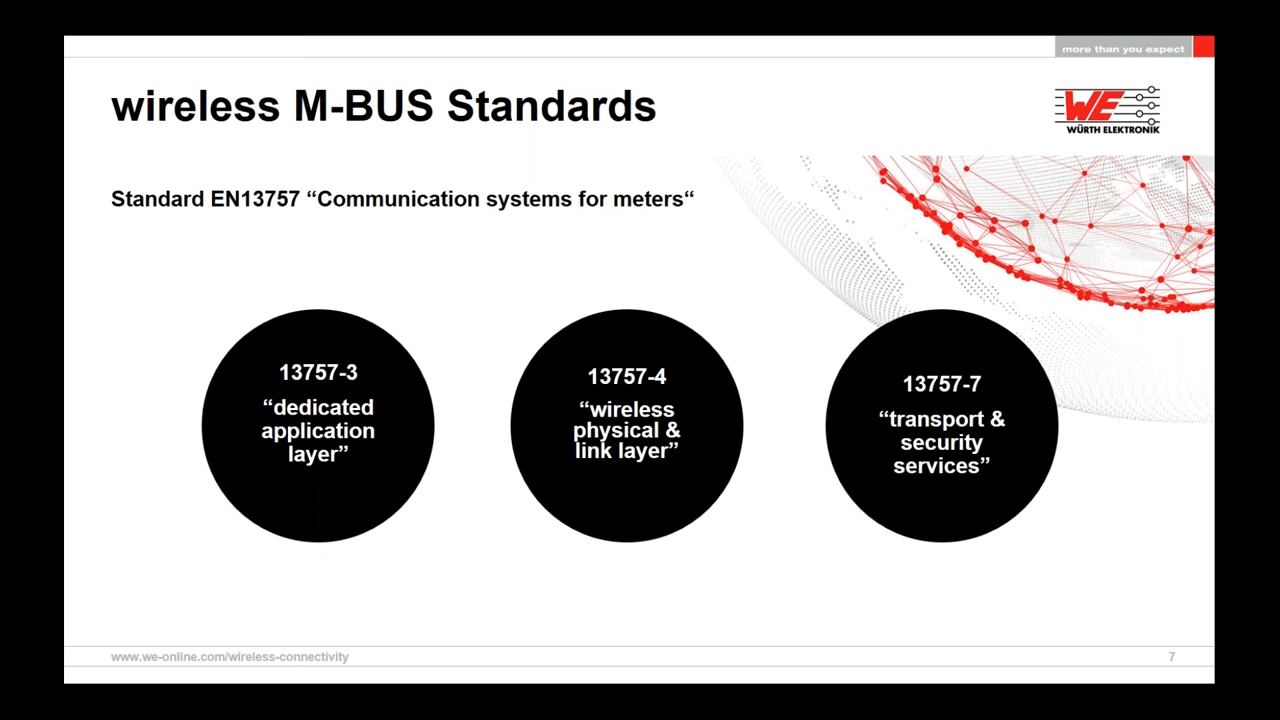 more than you expect
wireless M-BUS Standards
WE
WÜRTH ELEKTRONIK
Standard EN13757 “Communication systems for meters“
13757-3
“dedicated
application
layer”
13757-4
“wireless
physical &
link layer”
13757-7
“transport &
security
services”
www.we-online.com/wireless-connectivity
7